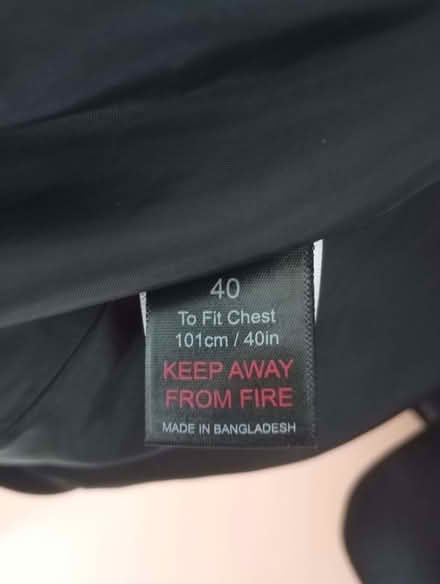 40
To Fit Chest
101cm / 40in
KEEP AWAY
FROM FIRE
MADE IN BANGLADESH